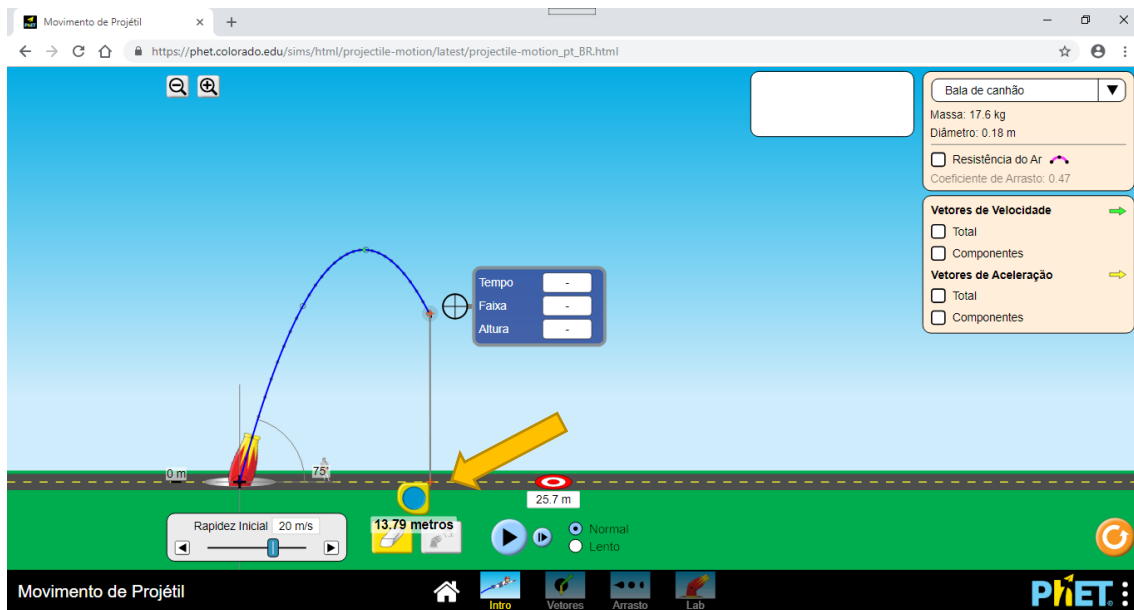 Movimento de Projétil
https://phet.colorado.edu/sims/html/projectile-motion/latest/projectile-motion_pt_BR.html
Bala de canhão
Massa: 17.6 kg
Diâmetro: 0.18 m
Resistência do Ar
Coeficiente de Arrasto: 0.47
Vetores de Velocidade
Total
Componentes
Vetores de Aceleração
Total
Componentes
Tempo -
Faixa -
Altura -
0 m
75°
25.7 m
Rapidez Inicial 20 m/s
13.79 metros
Normal
Lento
Movimento de Projétil
Intro
Vetores
Arrasto
Lab
PhET